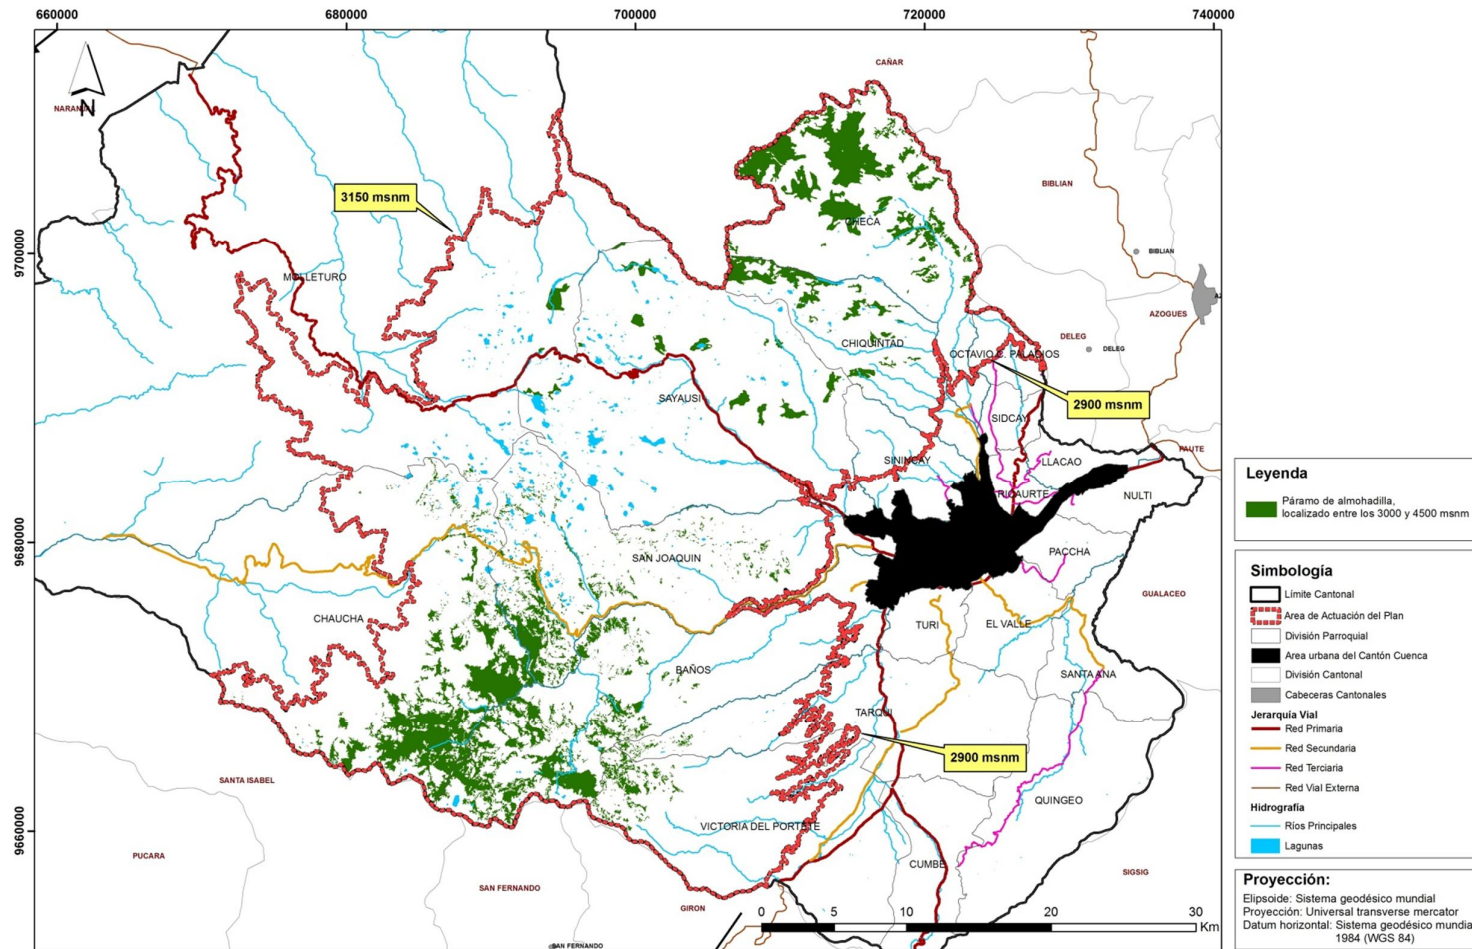 660000
680000
700000
720000
740000
CAÑAR
N
3150 msnm
BIBLIAN
CHECA
9700000
BIBLIAN
MOLLETURO
AZOGUES
DELEG
CHIQUINTAD
OCTAVIO C. PALACIOS
DELEG
2900 msnm
SAYAUSI
SIDCAY
PAUTE
SININCAY
LLACAO
RICAURTE
NULTI
9680000
SAN JOAQUIN
PACCHA
GUALACEO
CHAUCHA
TURI
EL VALLE
BAÑOS
SANTA ANA
TARQUI
2900 msnm
SANTA ISABEL
QUINGEO
9660000
VICTORIA DEL PORTETE
PUCARA
CUMBE
SIGSIG
SAN FERNANDO
GIRON
0 5 10 20 30
Km
SAN FERNANDO
Leyenda
Páramo de almohadilla,
localizado entre los 3000 y 4500 msnm
Simbología
Límite Cantonal
Area de Actuación del Plan
División Parroquial
Area urbana del Cantón Cuenca
División Cantonal
Cabeceras Cantonales
Jerarquía Vial
Red Primaria
Red Secundaria
Red Terciaria
Red Vial Externa
Hidrografía
Ríos Principales
Lagunas
Proyección:
Elipsoide: Sistema geodésico mundial
Proyección: Universal transverse mercator
Datum horizontal: Sistema geodésico mundia
1984 (WGS 84)